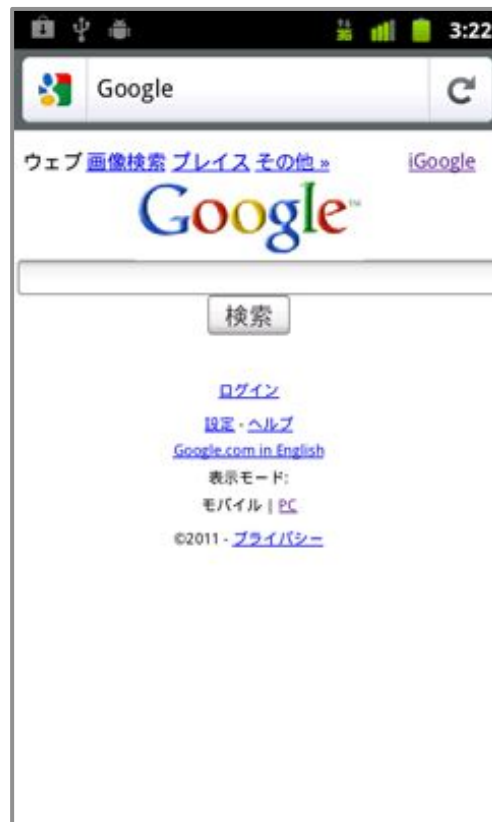 3G 3:22
Google
ウェブ 画像検索 プレイス その他 » iGoogle
Google™
検索
ログイン
設定 - ヘルプ
Google.com in English
表示モード:
モバイル | PC
©2011 - プライバシー